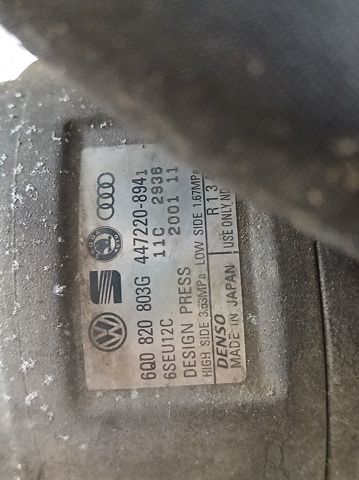 6Q0 820 803G 447220-8941
6SEU12C 11C 2936
2001 11
DESIGN PRESS
HIGH SIDE 3.53MPa LOW SIDE 1.67MPa
R13
DENSO
USE ONLY ND
MADE IN JAPAN